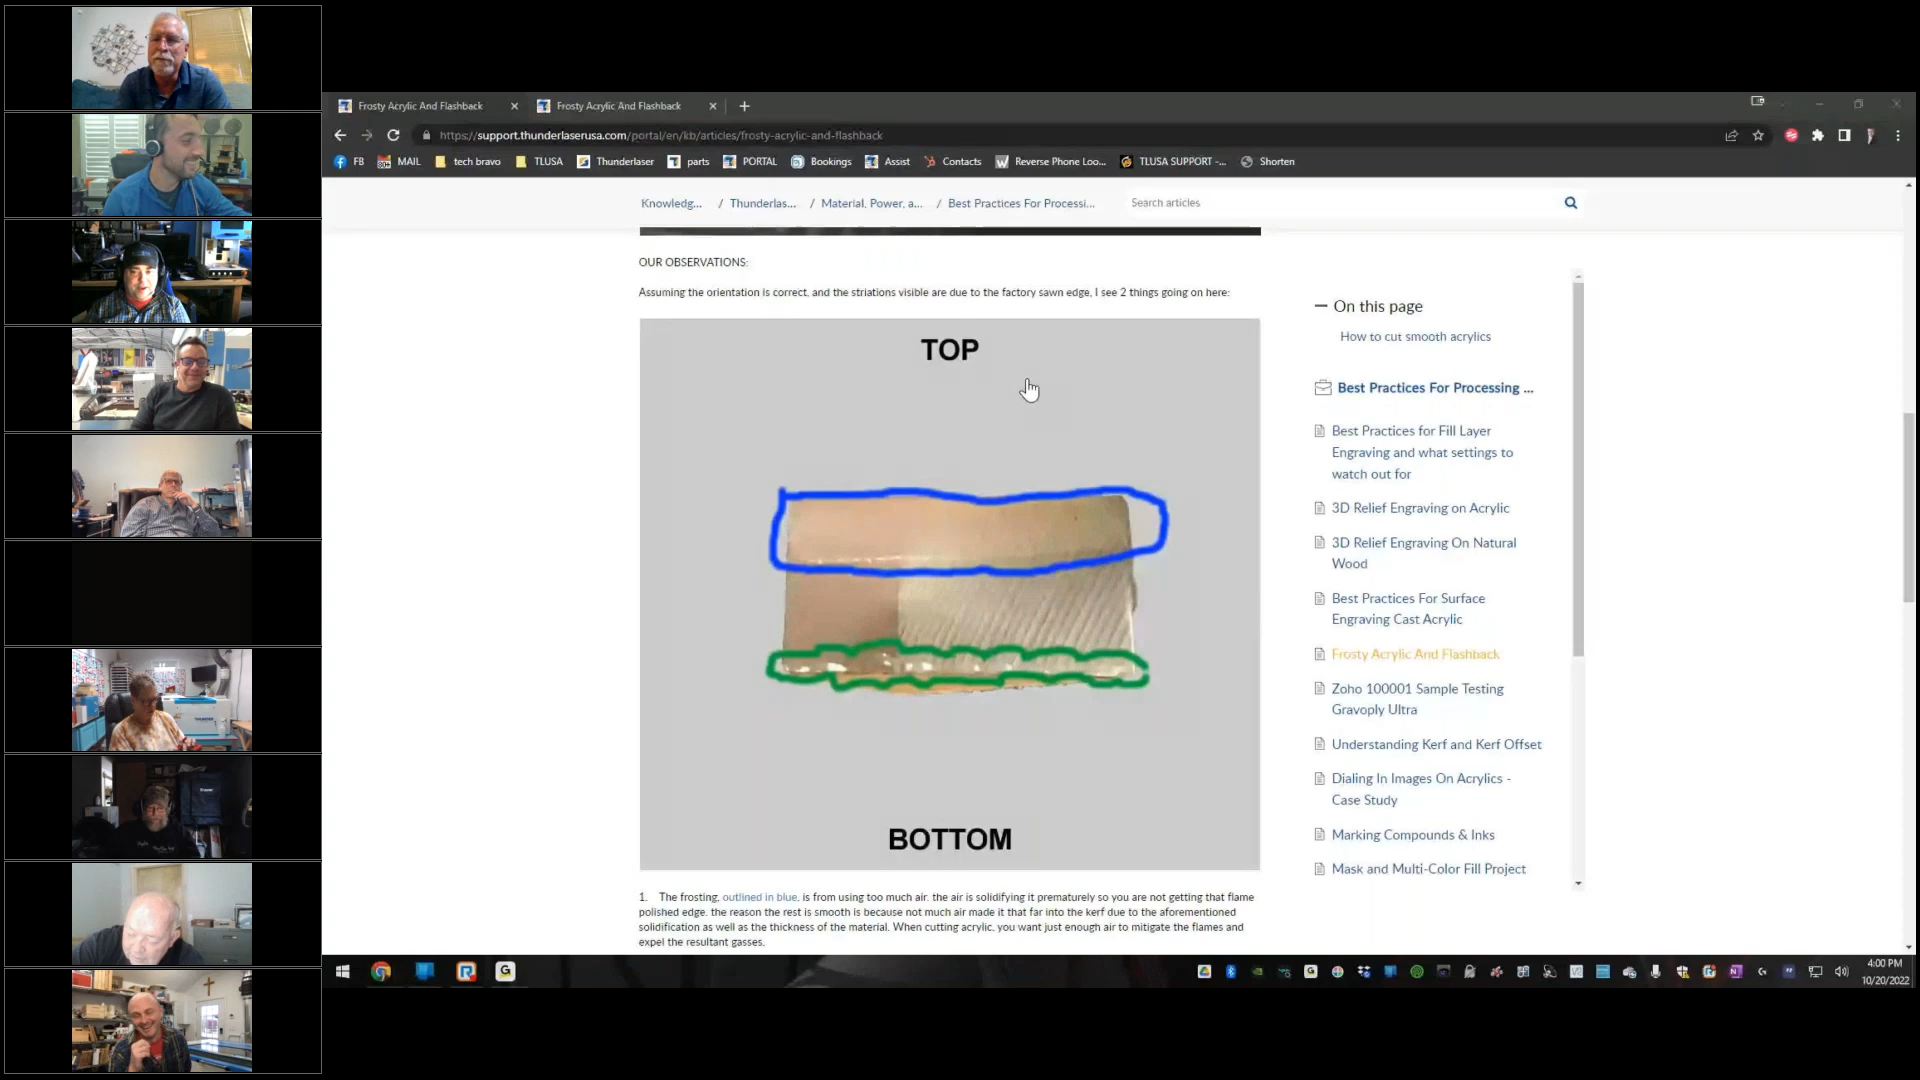 Frosty Acrylic And Flashback
Frosty Acrylic And Flashback
https://support.thunderlaserusa.com/portal/en/kb/articles/frosty-acrylic-and-flashback
FB MAIL tech bravo TLUSA Thunderlaser parts PORTAL Bookings Assist Contacts Reverse Phone Loo... TLUSA SUPPORT -... Shorten
Knowledg... / Thunderlas... / Material, Power, a... / Best Practices For Processi...
Search articles
OUR OBSERVATIONS:
Assuming the orientation is correct, and the striations visible are due to the factory sawn edge, I see 2 things going on here:
TOP
BOTTOM
1. The frosting, outlined in blue, is from using too much air. the air is solidifying it prematurely so you are not getting that flame
polished edge. the reason the rest is smooth is because not much air made it that far into the kerf due to the aforementioned
solidification as well as the thickness of the material. When cutting acrylic, you want just enough air to mitigate the flames and
expel the resultant gasses.
On this page
How to cut smooth acrylics
Best Practices For Processing ...
Best Practices for Fill Layer
Engraving and what settings to
watch out for
3D Relief Engraving on Acrylic
3D Relief Engraving On Natural
Wood
Best Practices For Surface
Engraving Cast Acrylic
Frosty Acrylic And Flashback
Zoho 100001 Sample Testing
Gravoply Ultra
Understanding Kerf and Kerf Offset
Dialing In Images On Acrylics -
Case Study
Marking Compounds & Inks
Mask and Multi-Color Fill Project
4:00 PM
10/20/2022